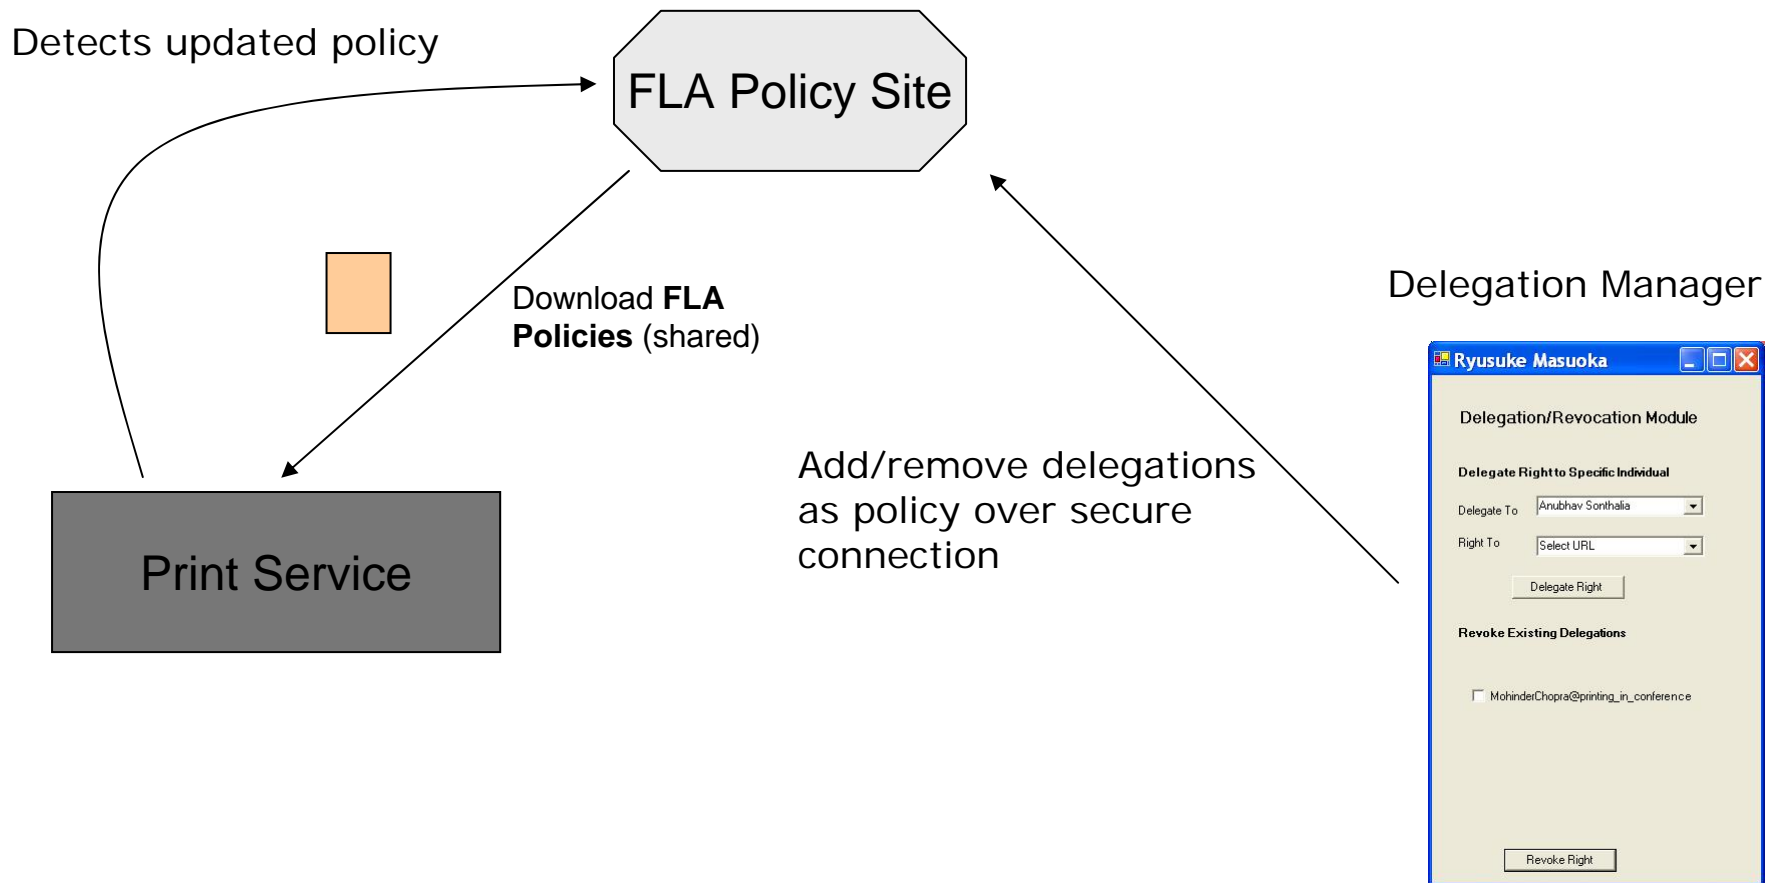 Detects updated policy
FLA Policy Site
Download FLA
Policies (shared)
Print Service
Add/remove delegations
as policy over secure
connection
Delegation Manager
Ryusuke Masuoka
Delegation/Revocation Module
Delegate Right to Specific Individual
Delegate To
Anubhav Sonthalia
Right To
Select URL
Delegate Right
Revoke Existing Delegations
MohinderChopra@printing_in_conference
Revoke Right